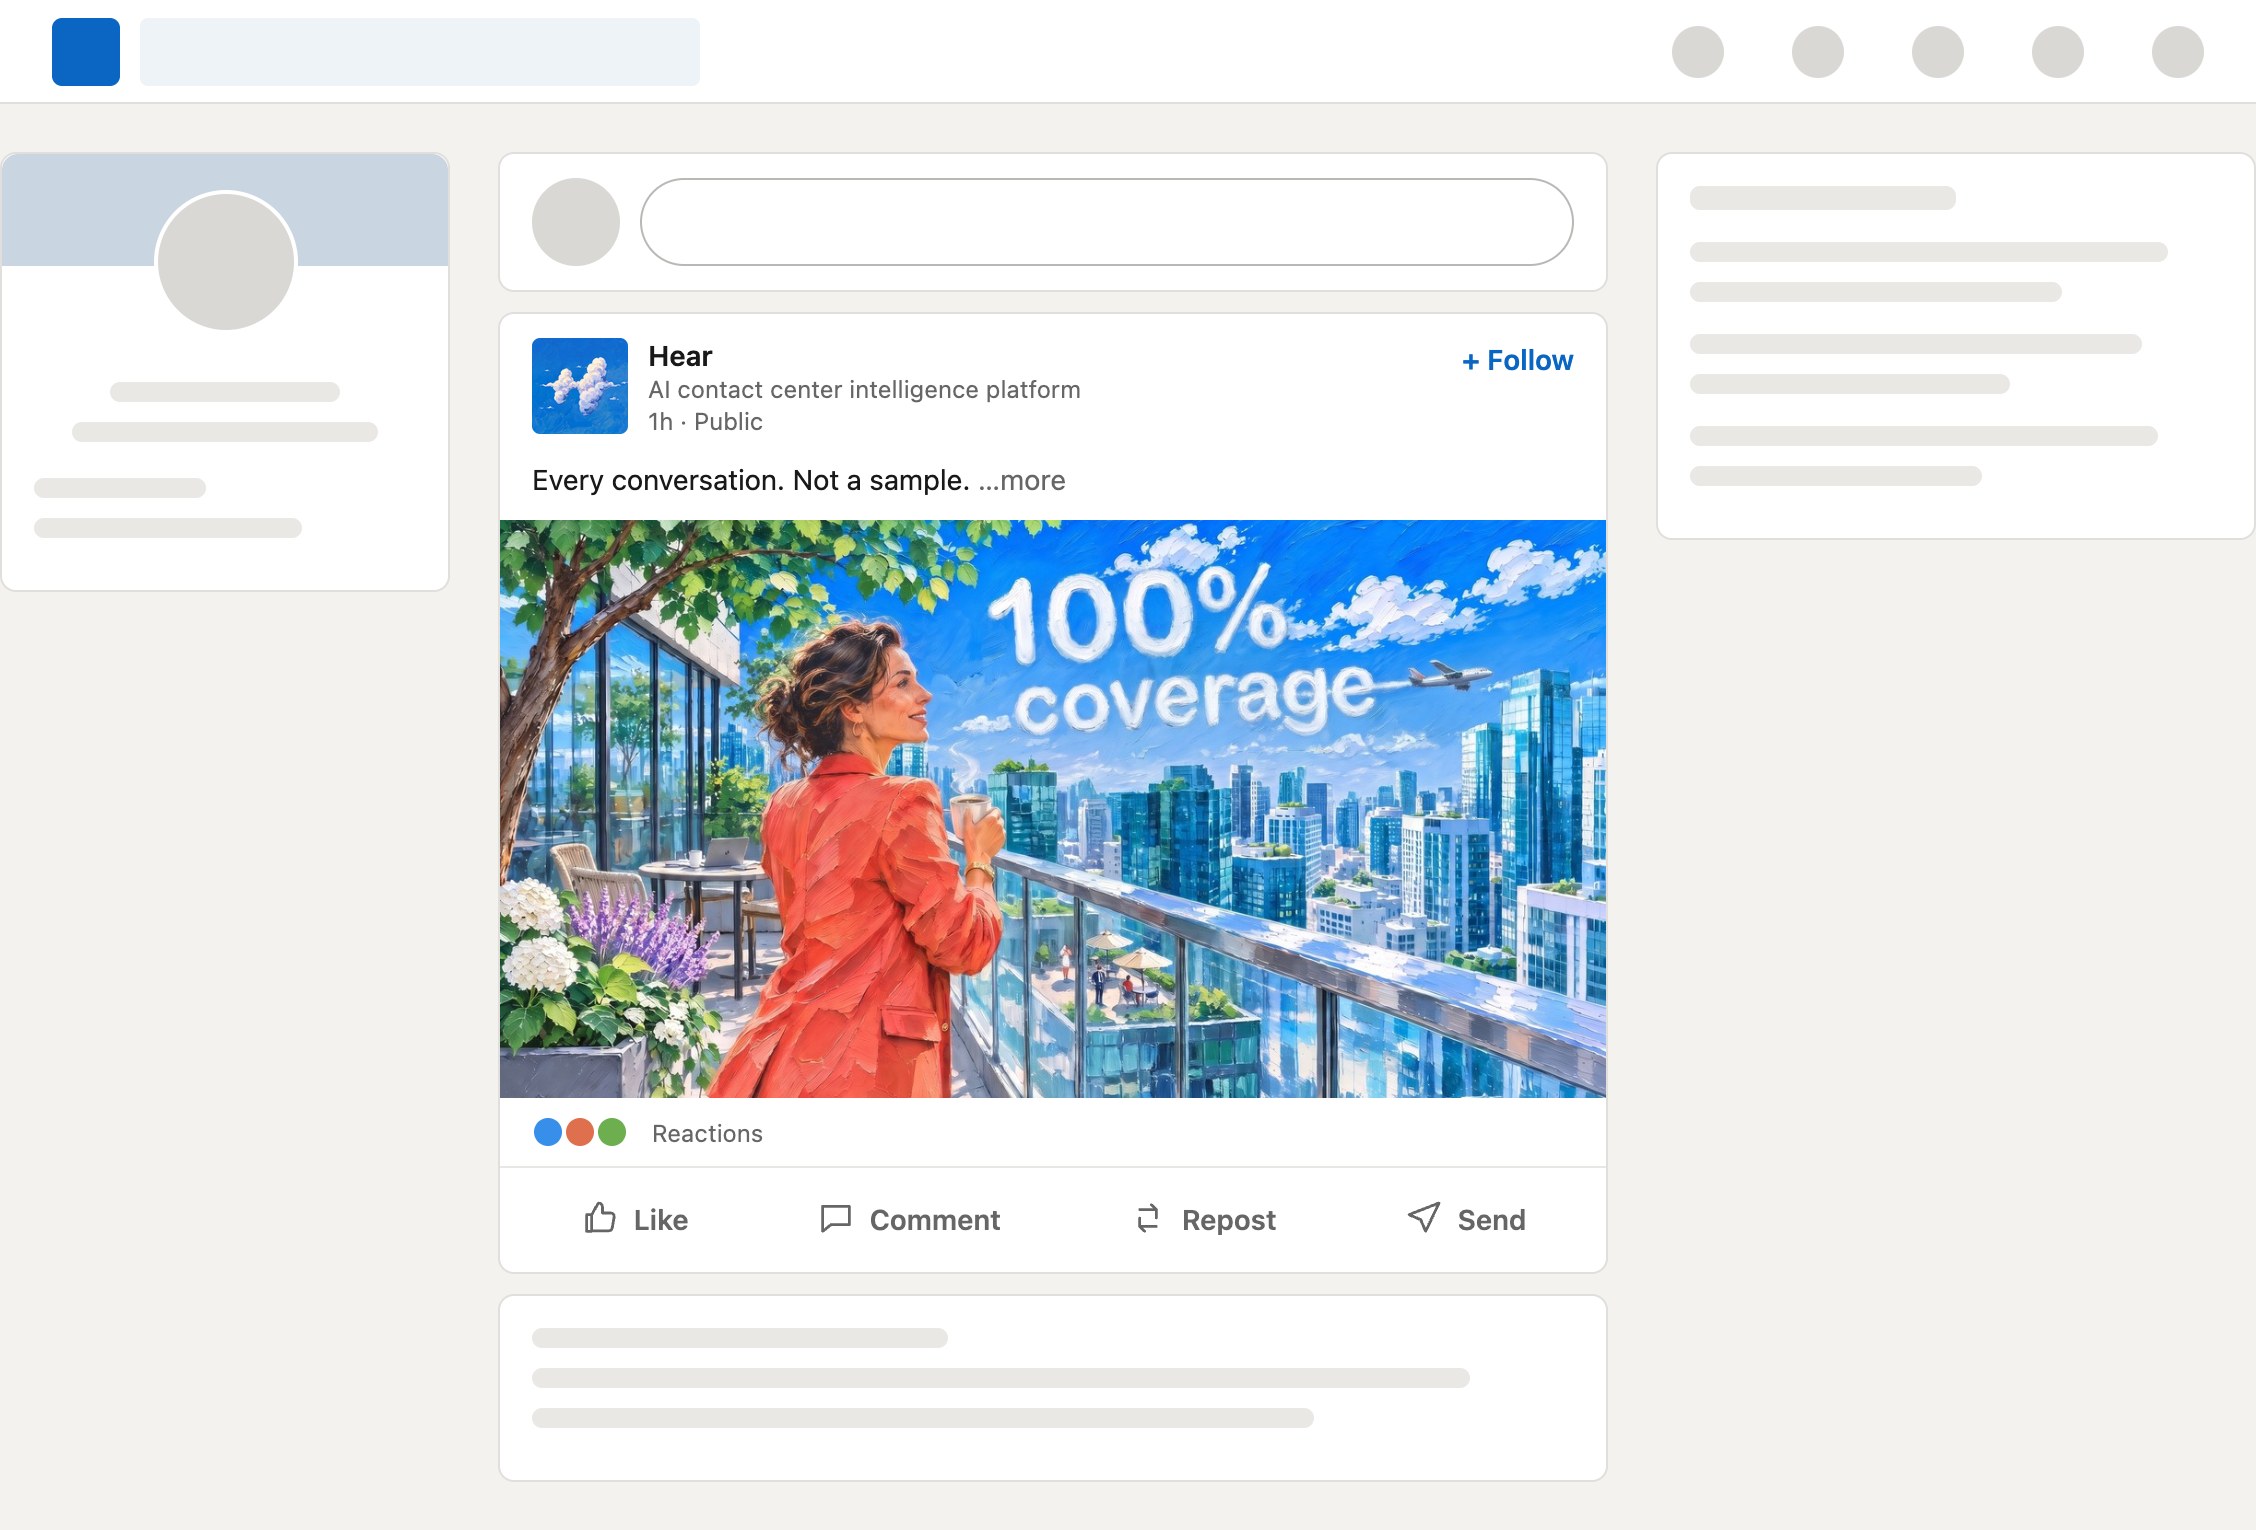 Hear
AI contact center intelligence platform
1h · Public
+ Follow
Every conversation. Not a sample. ...more
100%
coverage
Reactions
Like
Comment
Repost
Send